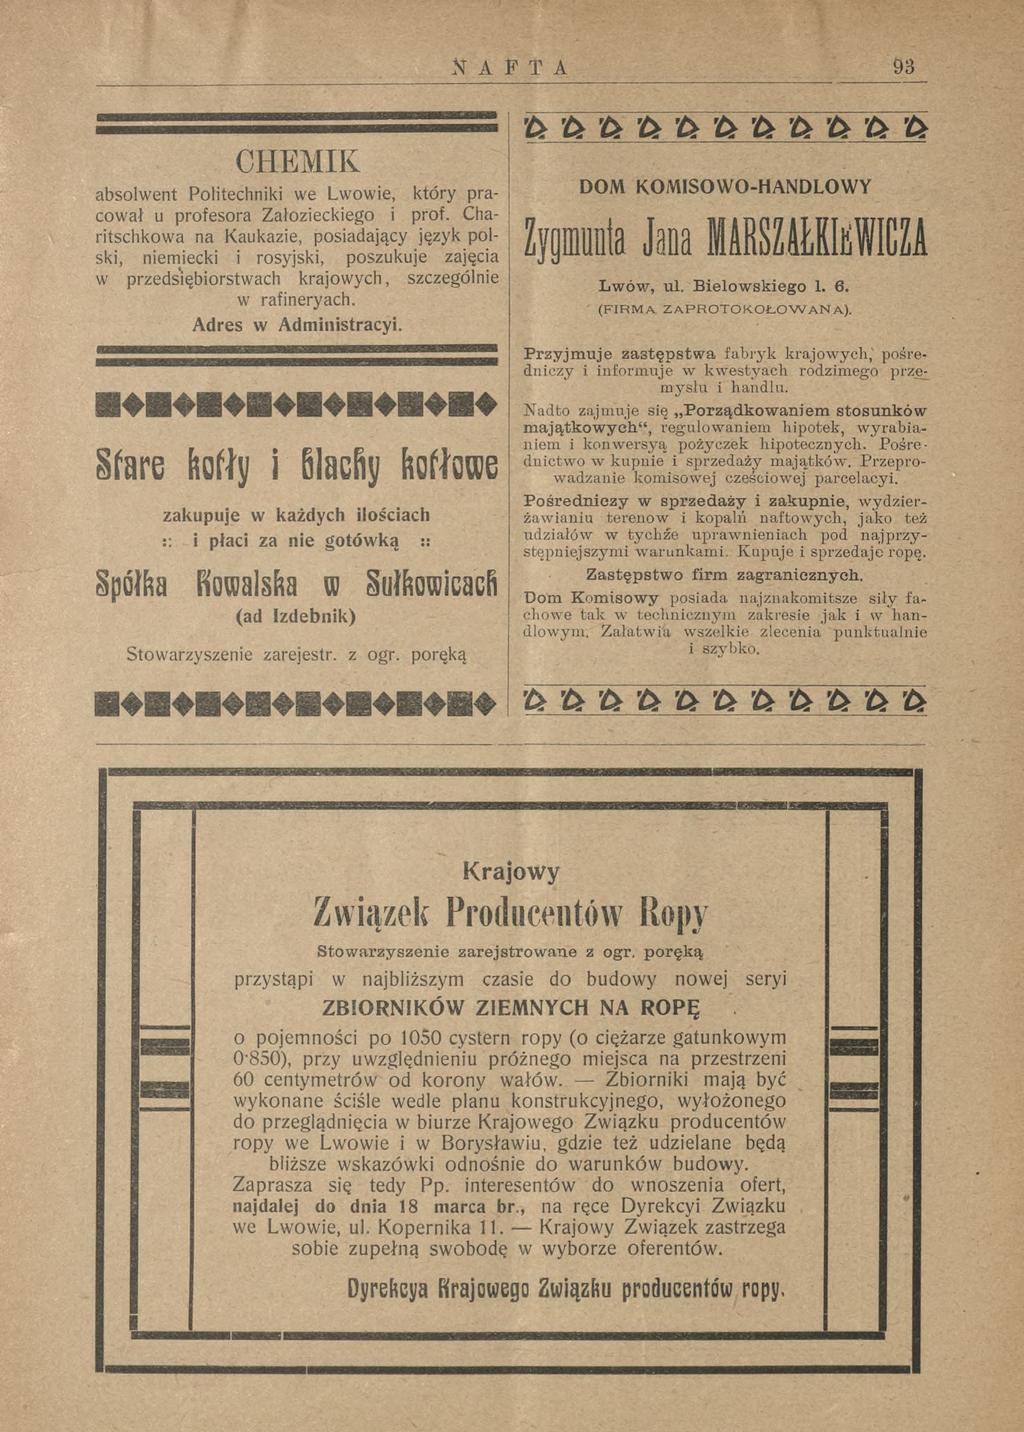 NAFTA 93
CHEMIK
absolwent Politechniki we Lwowie, który pra-
cował u profesora Załozieckiego i prof. Cha-
ritschkowa na Kaukazie, posiadający język pol-
ski, niemiecki i rosyjski, poszukuje zajęcia
w przedsiębiorstwach krajowych, szczególnie
w rafineryach.
Adres w Administracyi.
Stare kotły i blachy kotłowe
zakupuje w każdych ilościach
:: i płaci za nie gotówką ::
Spółka Kowalska w Sułkowicach
(ad Izdebnik)
Stowarzyszenie zarejestr. z ogr. poręką
DOM KOMISOWO-HANDLOWY
Zygmunta Jana MARSZAŁKIEWICZA
Lwów, ul. Bielowskiego l. 6.
(FIRMA ZAPROTOKOŁOWANA).
Przyjmuje zastępstwa fabryk krajowych, pośre-
dniczy i informuje w kwestyach rodzimego prze-
mysłu i handlu.
Nadto zajmuje się „Porządkowaniem stosunków
majątkowych“, regulowaniem hipotek, wyrabia-
niem i konwersyą pożyczek hipotecznych. Pośre-
dnictwo w kupnie i sprzedaży majątków. Przepro-
wadzanie komisowej cześciowej parcelacyi.
Pośredniczy w sprzedaży i zakupnie, wydzier-
żawianiu terenow i kopalń naftowych, jako też
udziałów w tychże uprawnieniach pod najprzy-
stępniejszymi warunkami. Kupuje i sprzedaje ropę.
Zastępstwo firm zagranicznych.
Dom Komisowy posiada najznakomitsze siły fa-
chowe tak w technicznym zakresie jak i w han-
dlowym. Załatwia wszelkie zlecenia punktualnie
i szybko.
Krajowy
Związek Producentów Ropy
Stowarzyszenie zarejstrowane z ogr. poręką
przystąpi w najbliższym czasie do budowy nowej seryi
ZBIORNIKÓW ZIEMNYCH NA ROPĘ
o pojemności po 1050 cystern ropy (o ciężarze gatunkowym
0·850), przy uwzględnieniu próżnego miejsca na przestrzeni
60 centymetrów od korony wałów. — Zbiorniki mają być
wykonane ściśle wedle planu konstrukcyjnego, wyłożonego
do przeglądnięcia w biurze Krajowego Związku producentów
ropy we Lwowie i w Borysławiu, gdzie też udzielane będą
bliższe wskazówki odnośnie do warunków budowy.
Zaprasza się tedy Pp. interesentów do wnoszenia ofert,
najdalej do dnia 18 marca br., na ręce Dyrekcyi Związku
we Lwowie, ul. Kopernika 11. — Krajowy Związek zastrzega
sobie zupełną swobodę w wyborze oferentów.
Dyrekcya Krajowego Związku producentów ropy.